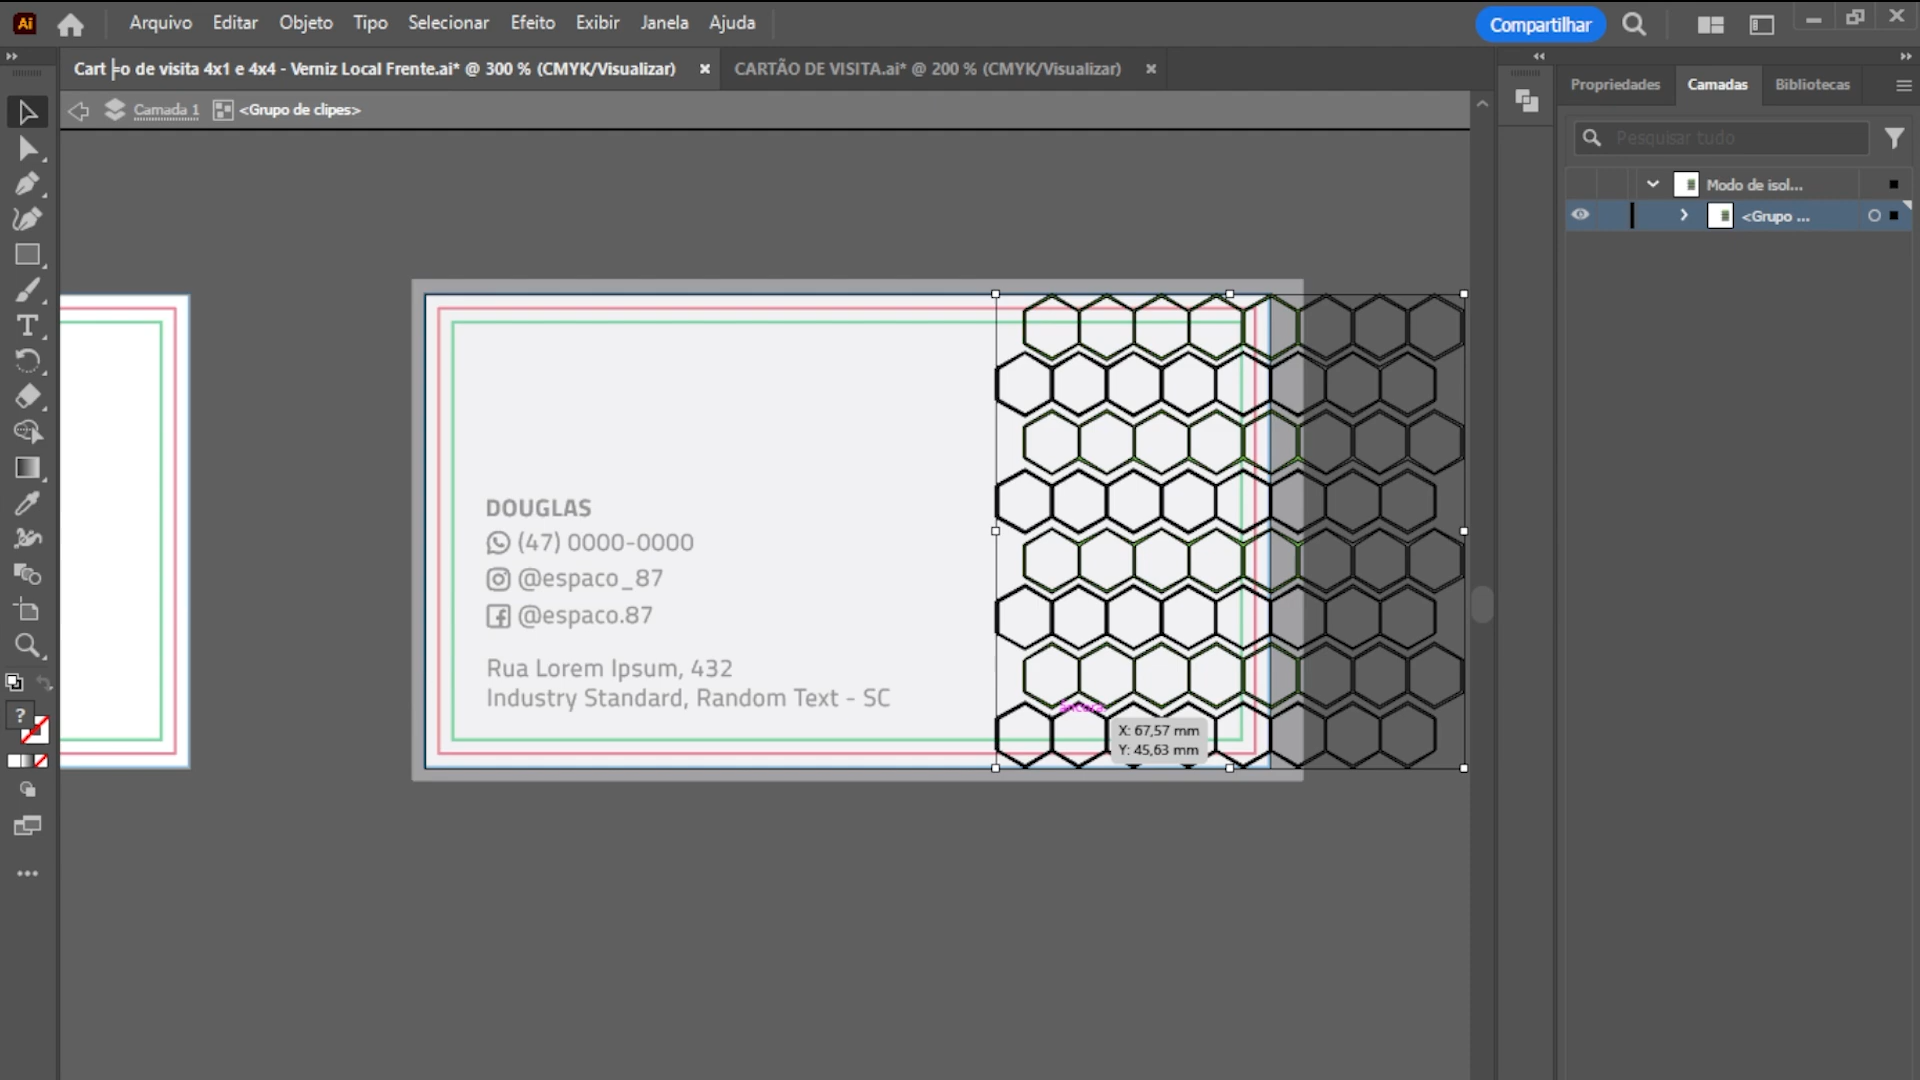 Ai
Arquivo Editar Objeto Tipo Selecionar Efeito Exibir Janela Ajuda
Compartilhar
Cart ├o de visita 4x1 e 4x4 - Verniz Local Frente.ai* @ 300 % (CMYK/Visualizar)
CARTÃO DE VISITA.ai* @ 200 % (CMYK/Visualizar)
Camada 1 <Grupo de clipes>
Propriedades Camadas Bibliotecas
Pesquisar tudo
Modo de isol...
<Grupo ...
DOUGLAS
(47) 0000-0000
@espaco_87
@espaco.87
Rua Lorem Ipsum, 432
Industry Standard, Random Text - SC
âncora
X: 67,57 mm
Y: 45,63 mm